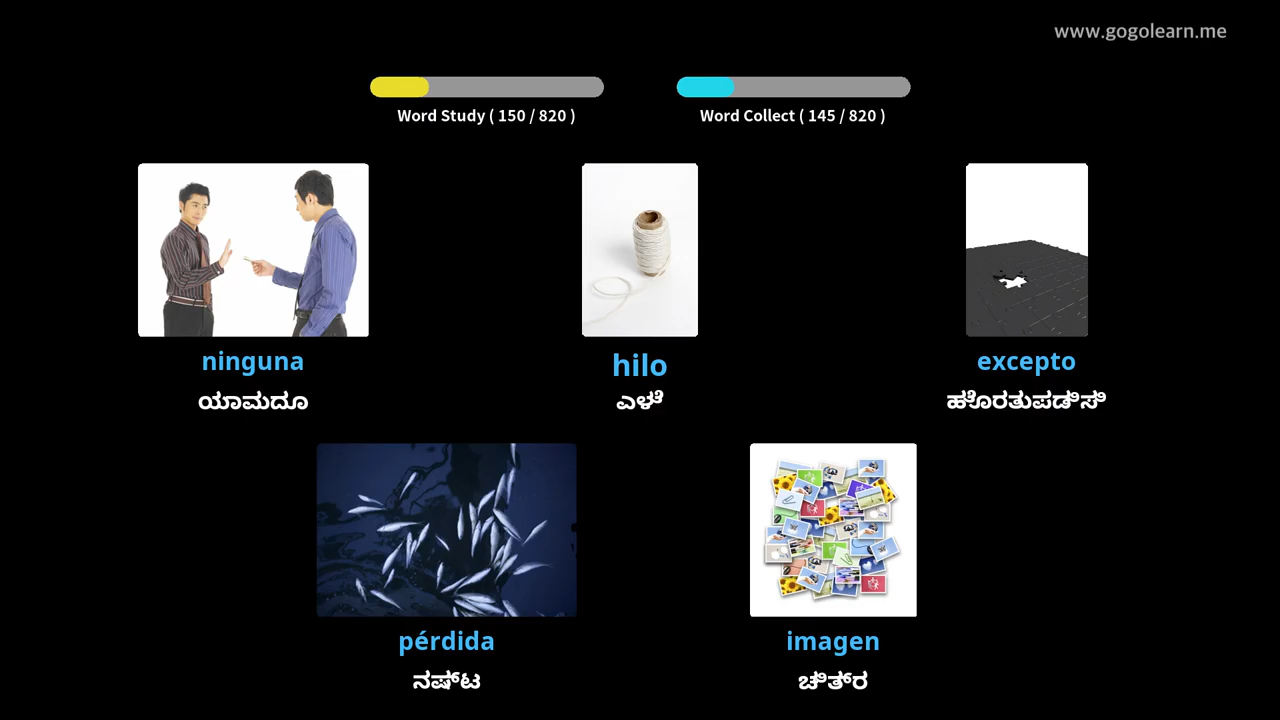 www.gogolearn.me
Word Study ( 150 / 820 )
Word Collect ( 145 / 820 )
ninguna
hilo
excepto
ಯಾಮದೂ
ಎಳೆ
ಹೊರತುಪಡಿಸಿ
pérdida
imagen
ನಷ್ಟ
ಚಿತ್ರ